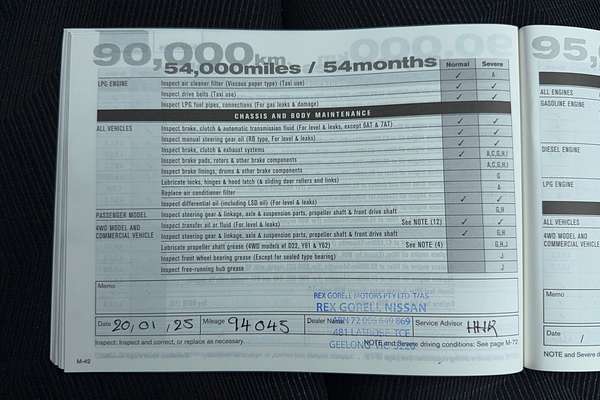 90,000km
54,000miles / 54months
Normal Severe
LPG ENGINE Inspect air cleaner filter (Viscous paper type) (Taxi use) ✓ A
Inspect drive belts (Taxi use) ✓ ✓
Inspect LPG fuel pipes, connections (For gas leaks & damage) ✓ ✓
CHASSIS AND BODY MAINTENANCE
ALL VEHICLES Inspect brake, clutch & automatic transmission fluid (For level & leaks, except 6AT & 7AT) ✓ ✓
Inspect manual steering gear oil (RB type, For level & leaks) ✓ ✓
Inspect brake, clutch & exhaust systems ✓ ✓
Inspect brake pads, rotors & other brake components A,C,G,H,I
Inspect brake linings, drums & other brake components A,C,G,H,I
Lubricate locks, hinges & hood latch (& sliding door rollers and links) G
Replace air conditioner filter A
Inspect differential oil (including LSD oil) (For level & leaks) ✓ ✓
PASSENGER MODEL Inspect steering gear & linkage, axle & suspension parts, propeller shaft & front drive shaft G,H
4WD MODEL AND COMMERCIAL VEHICLE Inspect transfer oil or fluid (For level & leaks) See NOTE (12) ✓ ✓
Inspect steering gear & linkage, axle & suspension parts, propeller shaft & front drive shaft ✓ G,H
Lubricate propeller shaft grease (4WD models of D22, Y61 & Y62) See NOTE (4) G,H,J
Inspect front wheel bearing grease (Except for sealed type bearing) J
Inspect free-running hub grease J
Memo
REX GORELL MOTORS PTY LTD T/AS
REX GORELL NISSAN
481 LATROBE TCE
GEELONG VIC 3220
Date 20,01,25 Mileage 94045 Dealer Service Advisor
Inspect: Inspect and correct, or replace as necessary. NOTE and Severe driving conditions: See page M-72
M-42
95,
ALL ENGINES
GASOLINE ENGINE
DIESEL ENGINE
LPG ENGINE
ALL VEHICLES
4WD MODEL AND
COMMERCIAL VEHICLE
Memo
Date /
NOTE and Severe